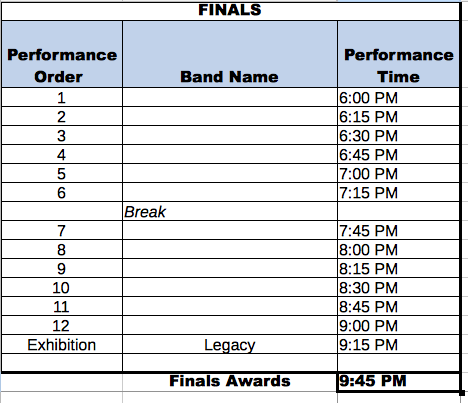 FINALS
Performance Order Band Name Performance Time
1 6:00 PM
2 6:15 PM
3 6:30 PM
4 6:45 PM
5 7:00 PM
6 7:15 PM
Break
7 7:45 PM
8 8:00 PM
9 8:15 PM
10 8:30 PM
11 8:45 PM
12 9:00 PM
Exhibition Legacy 9:15 PM
Finals Awards 9:45 PM